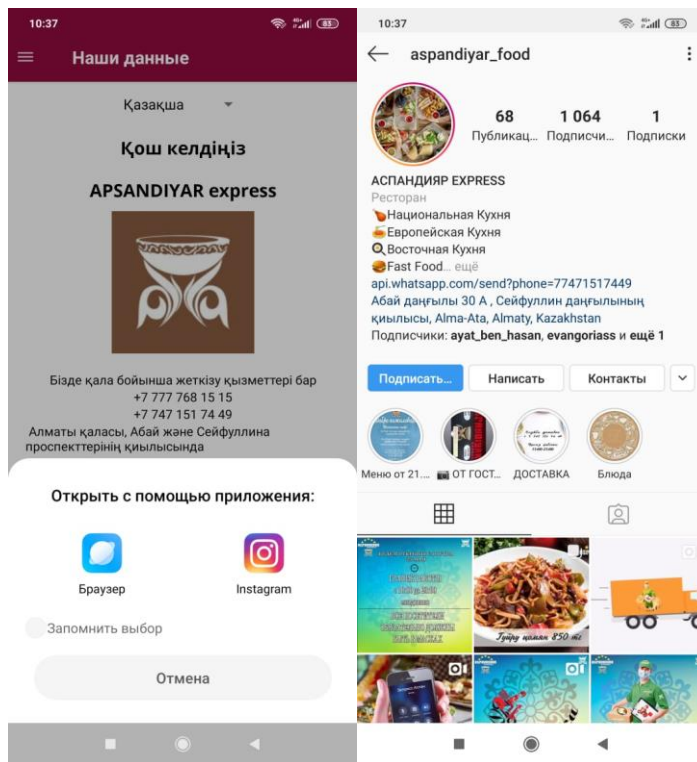 10:37
83
Наши данные
Қазақша
Қош келдіңіз
APSANDIYAR express
Бізде қала бойынша жеткізу қызметтері бар
+7 777 768 15 15
+7 747 151 74 49
Алматы қаласы, Абай және Сейфуллина
проспекттерінің қиылысында
Открыть с помощью приложения:
Браузер
Instagram
Запомнить выбор
Отмена
10:37
83
aspandiyar_food
68
1 064
1
Публикац...
Подписчи...
Подписки
АСПАНДИЯР EXPRESS
Ресторан
Национальная Кухня
Европейская Кухня
Восточная Кухня
Fast Food... ещё
api.whatsapp.com/send?phone=77471517449
Абай даңғылы 30 А , Сейфуллин даңғылының
қиылысы, Alma-Ata, Almaty, Kazakhstan
Подписчики: ayat_ben_hasan, evangoriass и ещё 1
Подписать...
Написать
Контакты
Меню от 21....
ОТ ГОСТ...
ДОСТАВКА
Блюда
850 тг